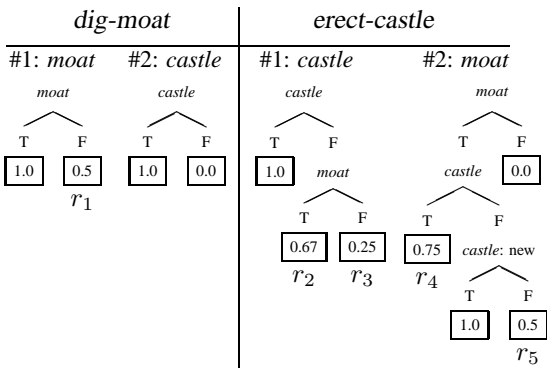 dig-moat erect-castle
#1: moat #2: castle #1: castle #2: moat
moat castle castle moat
T F T F T F T F
1.0 0.5 1.0 0.0 1.0 moat castle 0.0
r1
T F T F
0.67 0.25 0.75 castle: new
r2 r3 r4
T F
1.0 0.5
r5